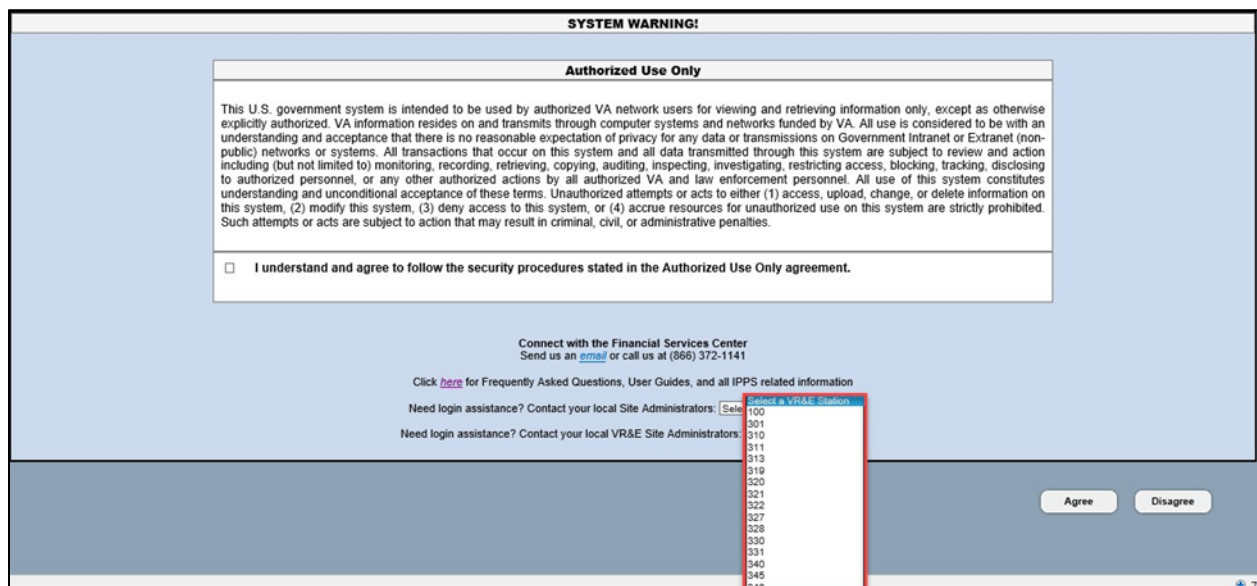 SYSTEM WARNING!
Authorized Use Only
This U.S. government system is intended to be used by authorized VA network users for viewing and retrieving information only, except as otherwise
explicitly authorized. VA information resides on and transmits through computer systems and networks funded by VA. All use is considered to be with an
understanding and acceptance that there is no reasonable expectation of privacy for any data or transmissions on Government Intranet or Extranet (non-
public) networks or systems. All transactions that occur on this system and all data transmitted through this system are subject to review and action
including (but not limited to) monitoring, recording, retrieving, copying, auditing, inspecting, investigating, restricting access, blocking, tracking, disclosing
to authorized personnel, or any other authorized actions by all authorized VA and law enforcement personnel. All use of this system constitutes
understanding and unconditional acceptance of these terms. Unauthorized attempts or acts to either (1) access, upload, change, or delete information on
this system, (2) modify this system, (3) deny access to this system, or (4) accrue resources for unauthorized use on this system are strictly prohibited.
Such attempts or acts are subject to action that may result in criminal, civil, or administrative penalties.
I understand and agree to follow the security procedures stated in the Authorized Use Only agreement.
Connect with the Financial Services Center
Send us an email or call us at (866) 372-1141
Click here for Frequently Asked Questions, User Guides, and all IPPS related information
Need login assistance? Contact your local Site Administrators: Sele
Need login assistance? Contact your local VR&E Site Administrators:
Select a VR&E Station
100
301
310
311
313
319
320
321
322
327
328
330
331
340
345
Agree
Disagree